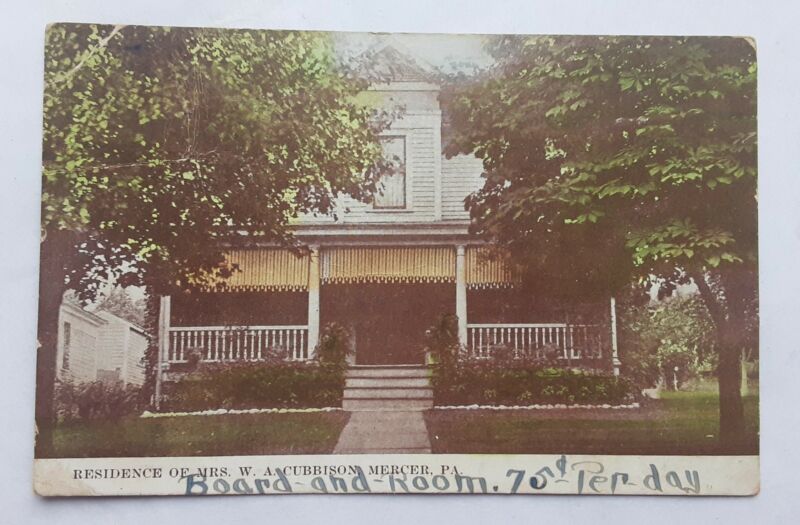 RESIDENCE OF MRS. W. A. CUBBISON, MERCER, PA.
Board-and-Room. 75¢-Per-day